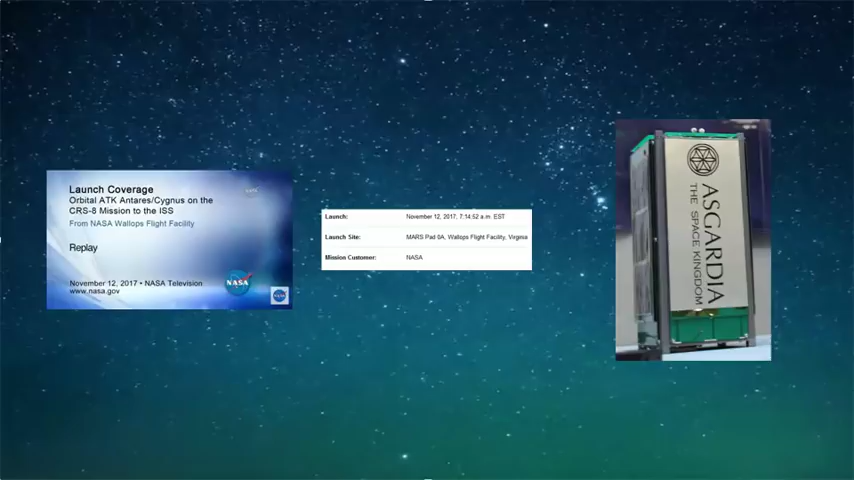 Launch Coverage
Orbital ATK Antares/Cygnus on the
CRS-8 Mission to the ISS
From NASA Wallops Flight Facility
Replay
November 12, 2017 • NASA Television
www.nasa.gov
NASA
Launch: November 12, 2017; 7:14:52 a.m. EST
Launch Site: MARS Pad 0A, Wallops Flight Facility, Virginia
Mission Customer: NASA
ASGARDIA
THE SPACE KINGDOM